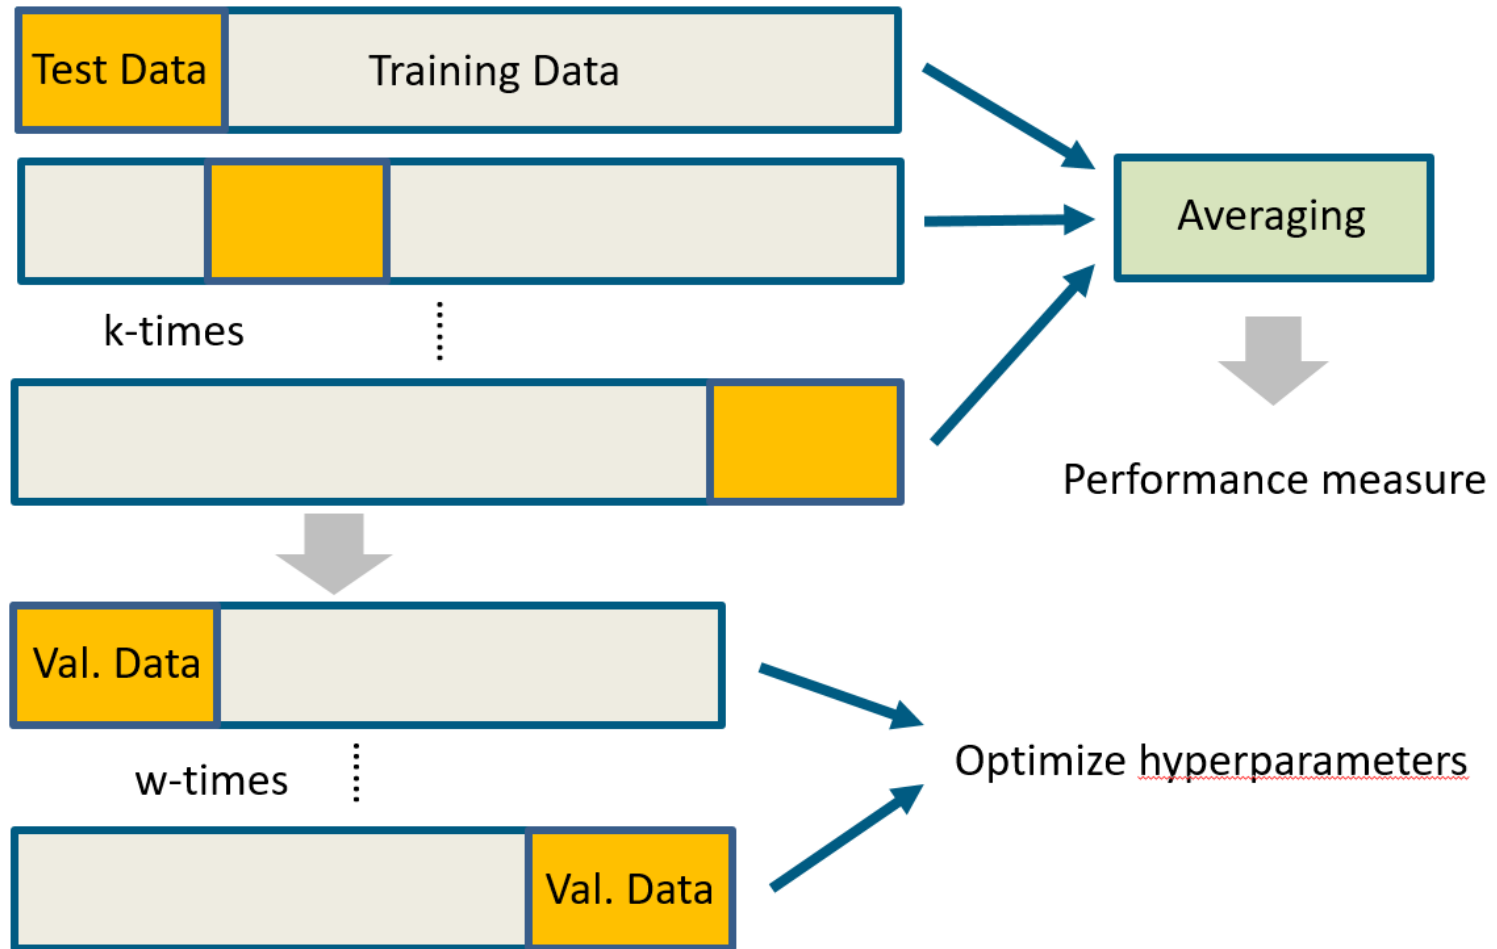 Test Data
Training Data
Averaging
k-times
Performance measure
Val. Data
w-times
Optimize hyperparameters
Val. Data